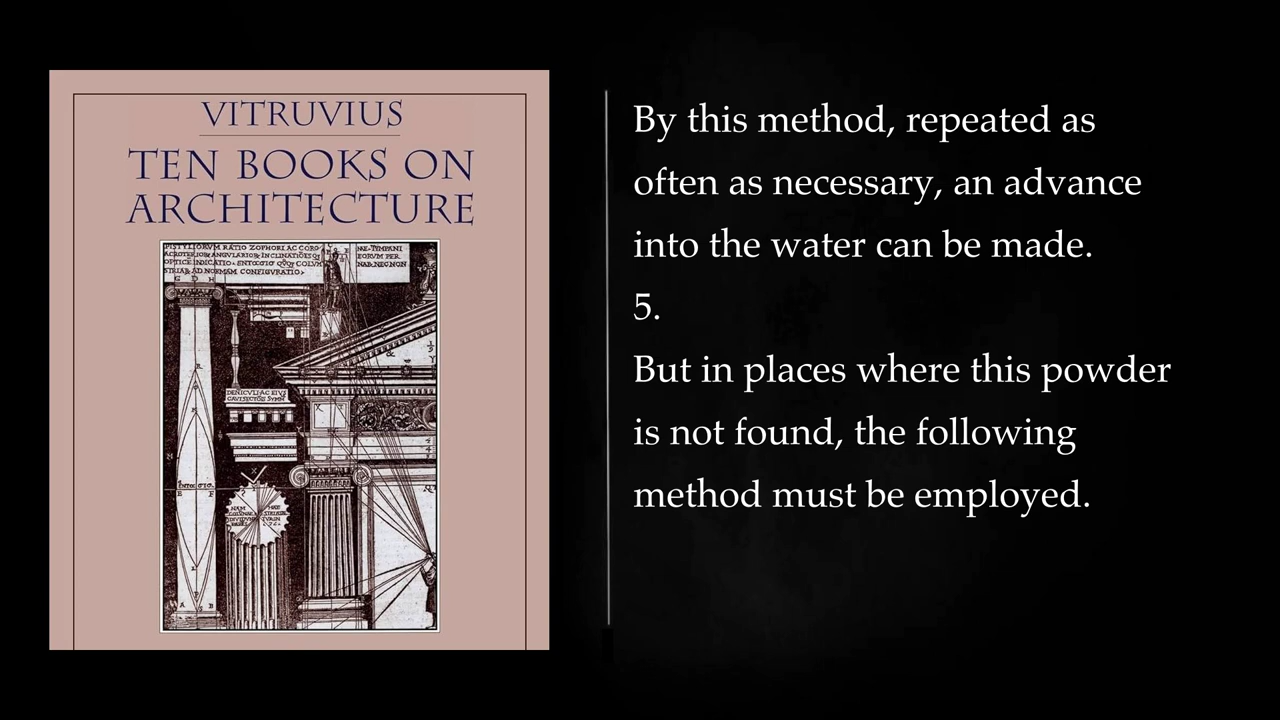 VITRUVIUS
TEN BOOKS ON
ARCHITECTURE
By this method, repeated as
often as necessary, an advance
into the water can be made.
5.
But in places where this powder
is not found, the following
method must be employed.